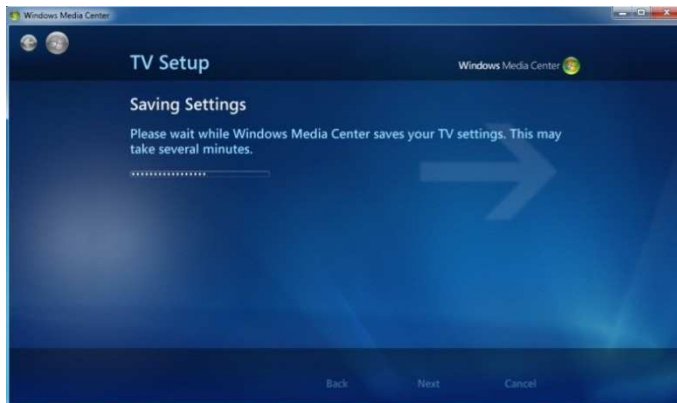 Windows Media Center
TV Setup
Windows Media Center
Saving Settings
Please wait while Windows Media Center saves your TV settings. This may
take several minutes.
Back Next Cancel